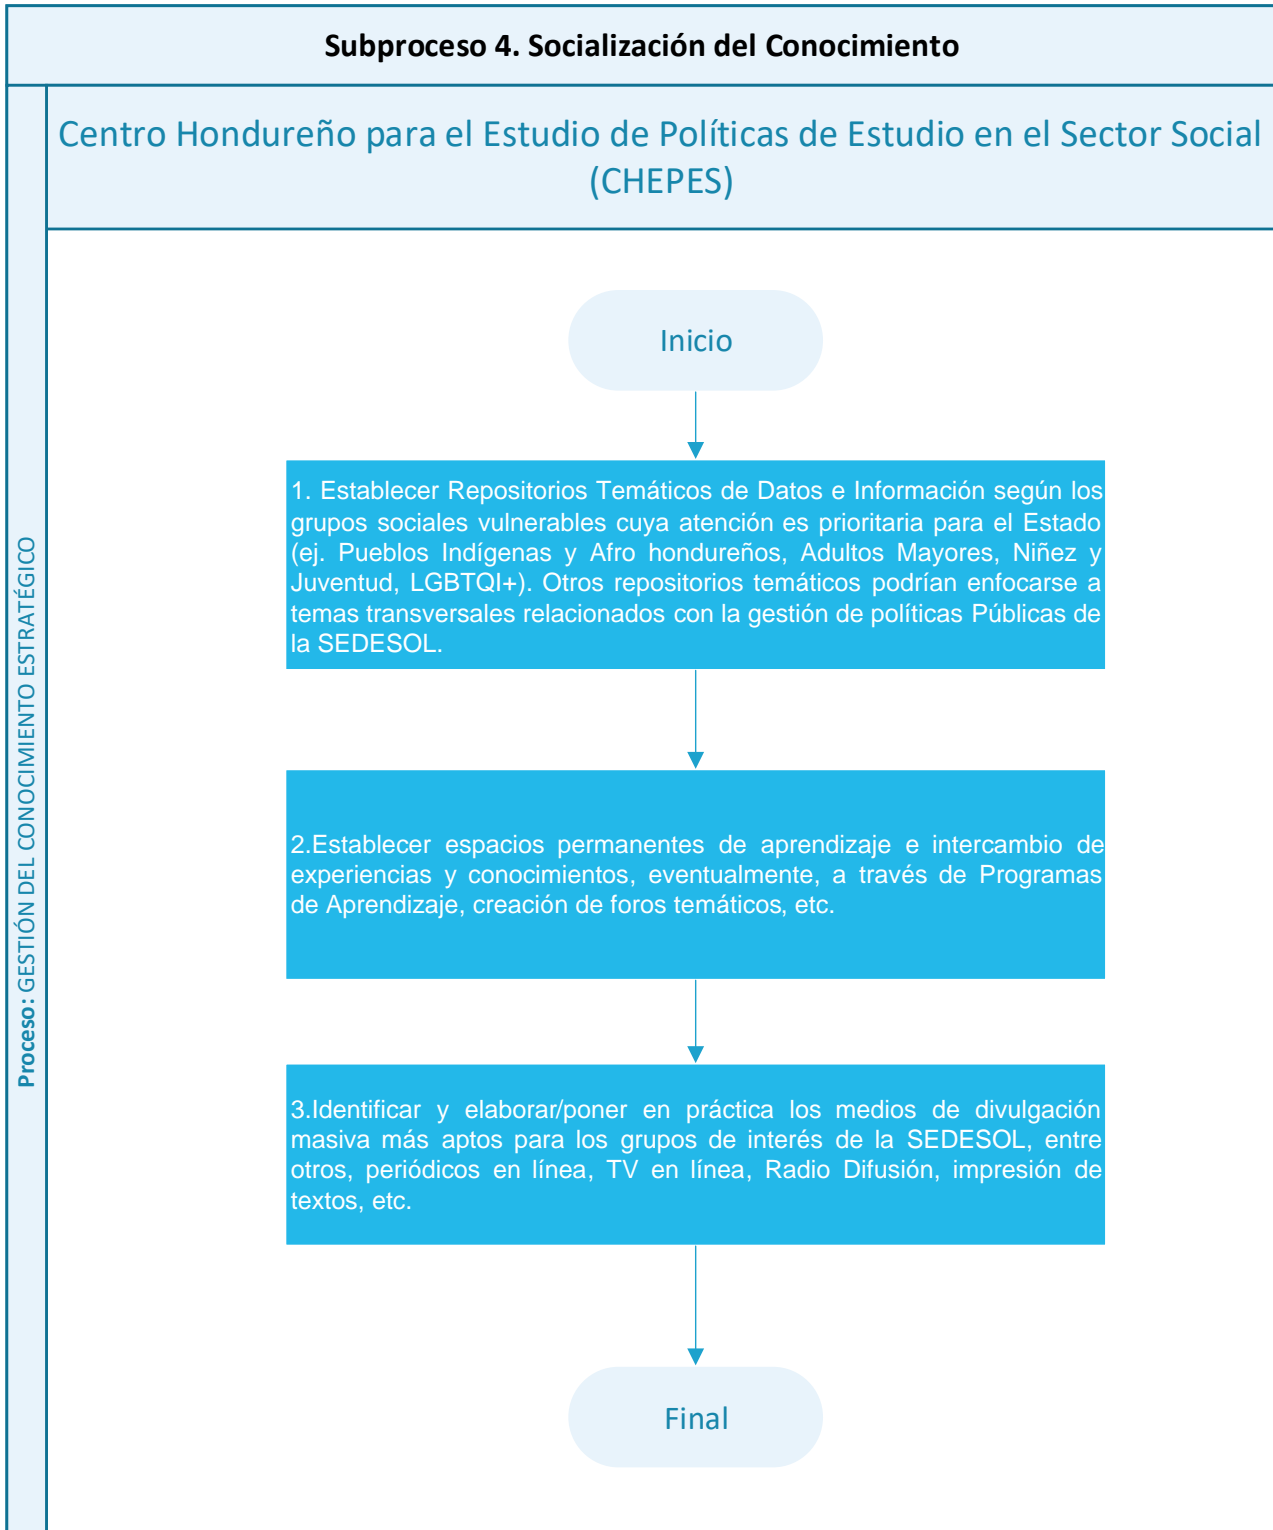 Subproceso 4. Socialización del Conocimiento
Centro Hondureño para el Estudio de Políticas de Estudio en el Sector Social
(CHEPES)
Proceso: GESTIÓN DEL CONOCIMIENTO ESTRATÉGICO
Inicio
1. Establecer Repositorios Temáticos de Datos e Información según los
grupos sociales vulnerables cuya atención es prioritaria para el Estado
(ej. Pueblos Indígenas y Afro hondureños, Adultos Mayores, Niñez y
Juventud, LGBTQI+). Otros repositorios temáticos podrían enfocarse a
temas transversales relacionados con la gestión de políticas Públicas de
la SEDESOL.
2.Establecer espacios permanentes de aprendizaje e intercambio de
experiencias y conocimientos, eventualmente, a través de Programas
de Aprendizaje, creación de foros temáticos, etc.
3.Identificar y elaborar/poner en práctica los medios de divulgación
masiva más aptos para los grupos de interés de la SEDESOL, entre
otros, periódicos en línea, TV en línea, Radio Difusión, impresión de
textos, etc.
Final